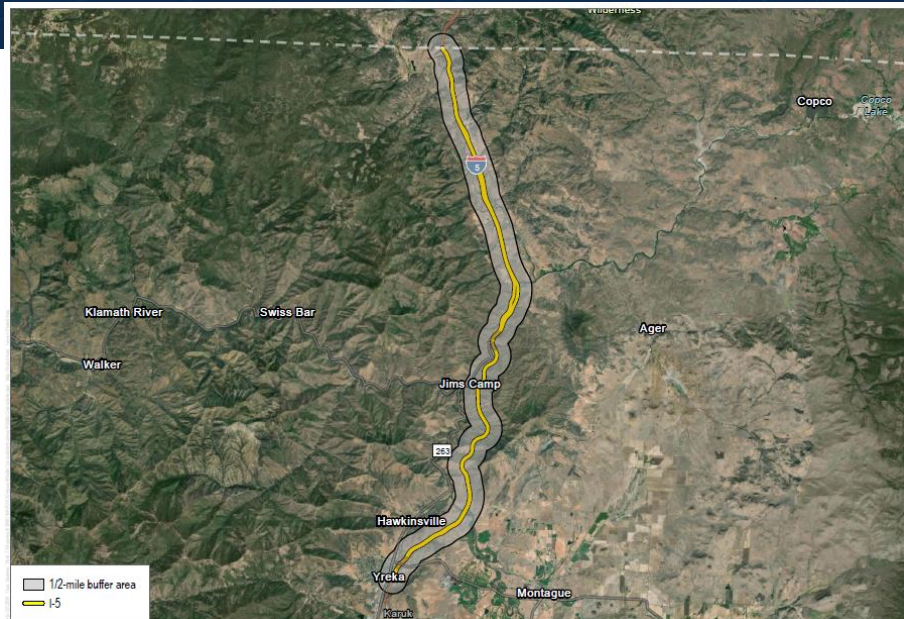 Wilderness
Copco
Copco
Lake
5
Klamath River
Swiss Bar
Ager
Walker
Jims Camp
263
Hawkinsville
Yreka
Montague
Karuk
1/2-mile buffer area
I-5